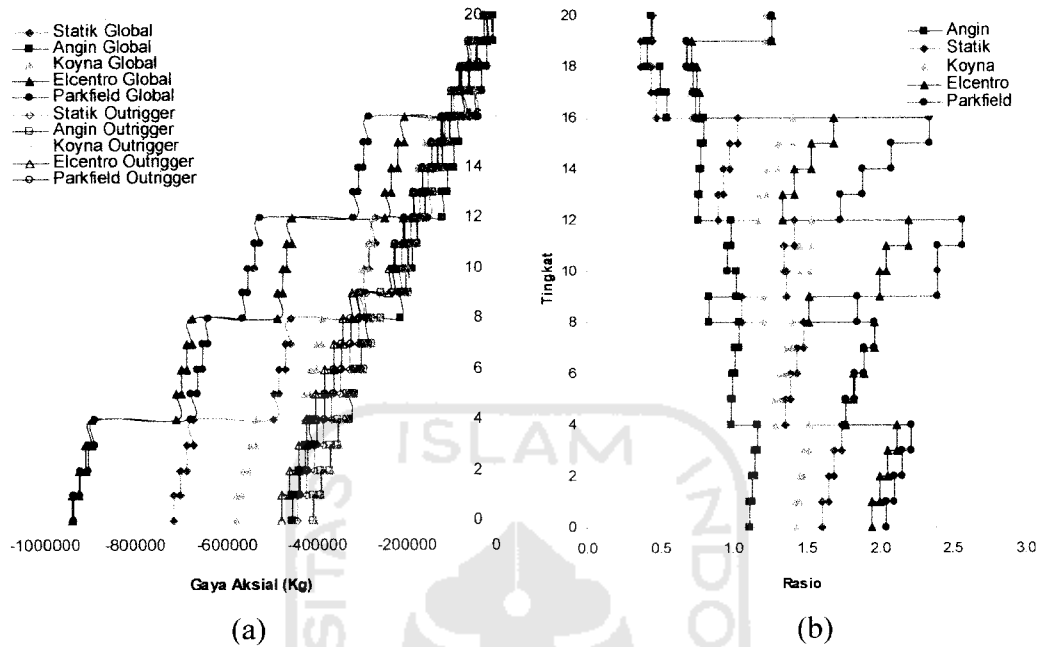 Statik Global
Angin Global
Koyna Global
Elcentro Global
Parkfield Global
Statik Outrigger
Angin Outrigger
Koyna Outrigger
Elcentro Outrigger
Parkfield Outrigger
20
18
16
14
12
10
8
6
4
2
0
-1000000 -800000 -600000 -400000 -200000 0
Gaya Aksial (Kg)
(a)
Angin
Statik
Koyna
Elcentro
Parkfield
Tingkat
20
18
16
14
12
10
8
6
4
2
0
0.0 0.5 1.0 1.5 2.0 2.5 3.0
Rasio
(b)
ISLAM
SITAS
INDO